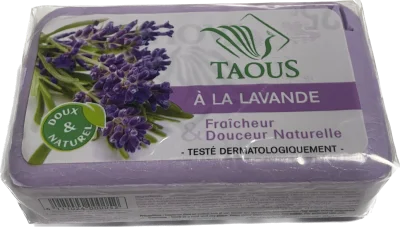 TAOUS
À LA LAVANDE
DOUX
&
NATUREL
Fraîcheur
Douceur Naturelle
- TESTÉ DERMATOLOGIQUEMENT -